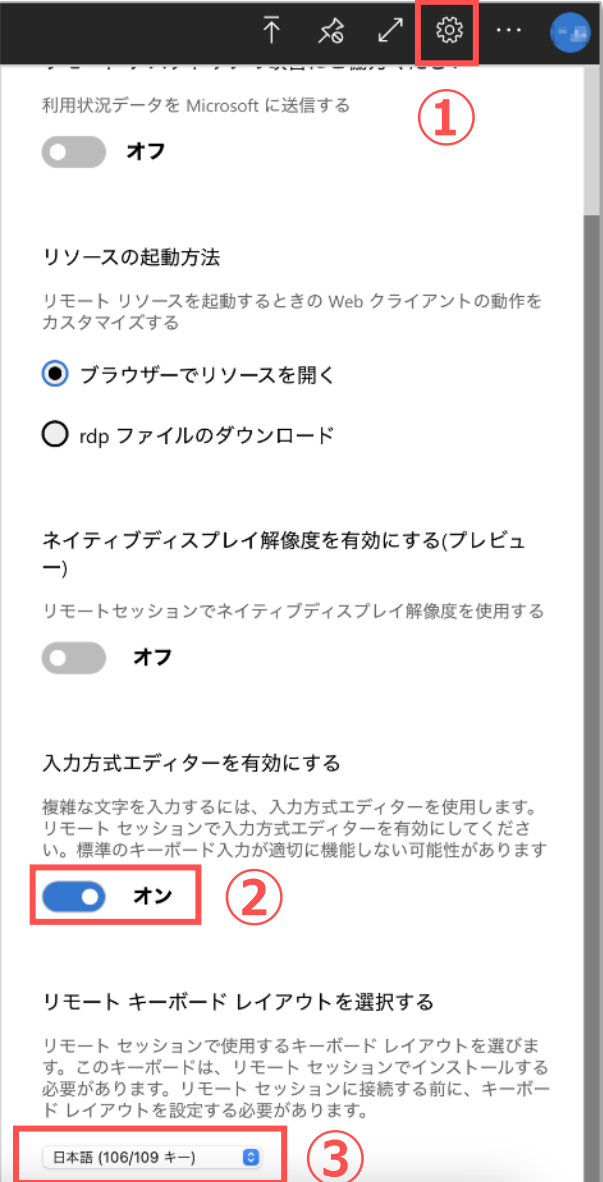 ①
利用状況データを Microsoft に送信する
オフ
リソースの起動方法
リモート リソースを起動するときの Web クライアントの動作を
カスタマイズする
ブラウザーでリソースを開く
rdp ファイルのダウンロード
ネイティブディスプレイ解像度を有効にする(プレビュ
ー)
リモートセッションでネイティブディスプレイ解像度を使用する
オフ
入力方式エディターを有効にする
複雑な文字を入力するには、入力方式エディターを使用します。
リモート セッションで入力方式エディターを有効にしてくださ
い。標準のキーボード入力が適切に機能しない可能性があります
オン
②
リモート キーボード レイアウトを選択する
リモート セッションで使用するキーボード レイアウトを選びま
す。このキーボードは、リモート セッションでインストールする
必要があります。リモート セッションに接続する前に、キーボー
ド レイアウトを設定する必要があります。
日本語 (106/109 キー)
③